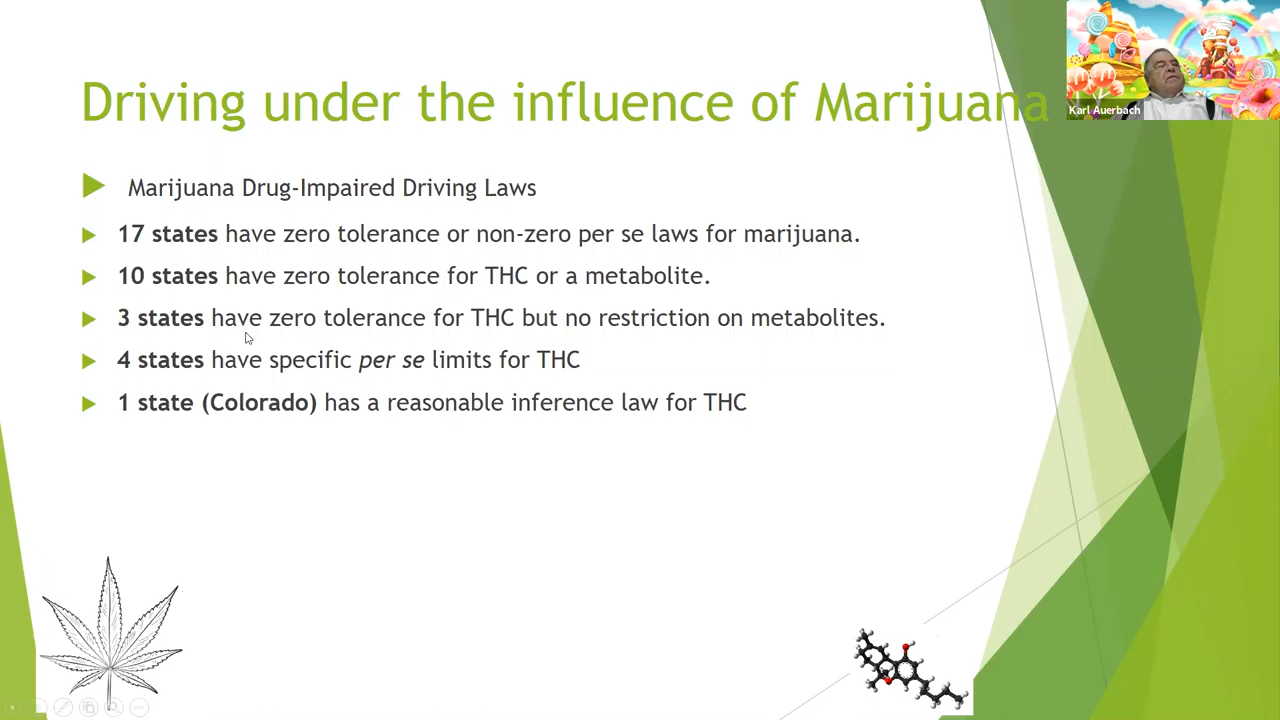 Driving under the influence of Marijuana
Karl Auerbach
Marijuana Drug-Impaired Driving Laws
17 states have zero tolerance or non-zero per se laws for marijuana.
10 states have zero tolerance for THC or a metabolite.
3 states have zero tolerance for THC but no restriction on metabolites.
4 states have specific per se limits for THC
1 state (Colorado) has a reasonable inference law for THC